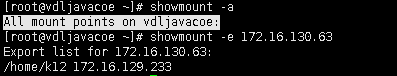 [root@vdljavacoe ~]# showmount -a
All mount points on vdljavacoe:
[root@vdljavacoe ~]# showmount -e 172.16.130.63
Export list for 172.16.130.63:
/home/k12 172.16.129.233